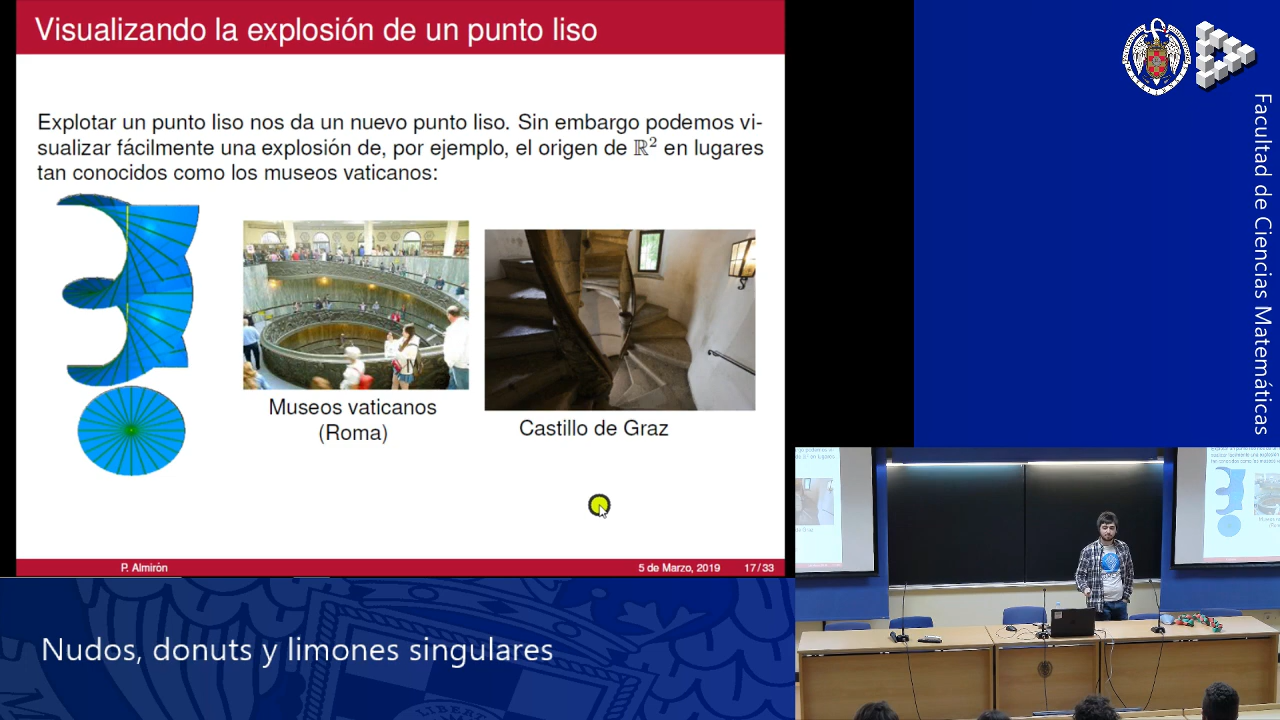 Visualizando la explosión de un punto liso
Explotar un punto liso nos da un nuevo punto liso. Sin embargo podemos vi-
sualizar fácilmente una explosión de, por ejemplo, el origen de ℝ² en lugares
tan conocidos como los museos vaticanos:
Museos vaticanos
(Roma)
Castillo de Graz
P. Almirón
5 de Marzo, 2019
17/33
Nudos, donuts y limones singulares
Facultad de Ciencias Matemáticas